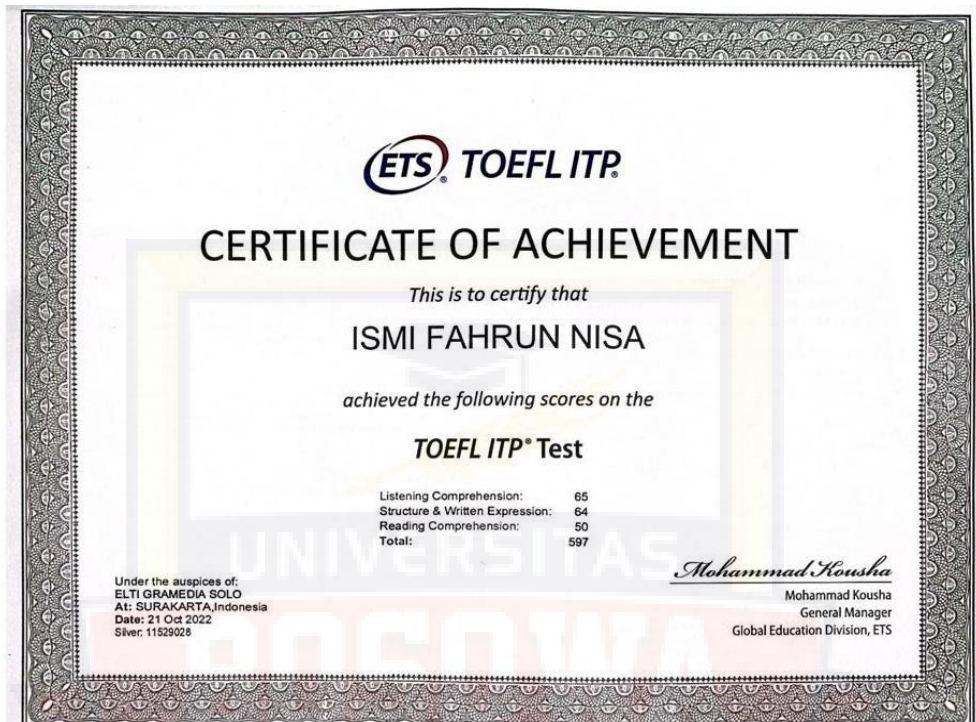 ETS® TOEFL ITP®
CERTIFICATE OF ACHIEVEMENT
This is to certify that
ISMI FAHRUN NISA
achieved the following scores on the
TOEFL ITP® Test
Listening Comprehension: 65
Structure & Written Expression: 64
Reading Comprehension: 50
Total: 597
UNIVERSITAS
BOSOWA
Under the auspices of:
ELTI GRAMEDIA SOLO
At: SURAKARTA,Indonesia
Date: 21 Oct 2022
Silver: 11529028
Mohammad Kousha
Mohammad Kousha
General Manager
Global Education Division, ETS